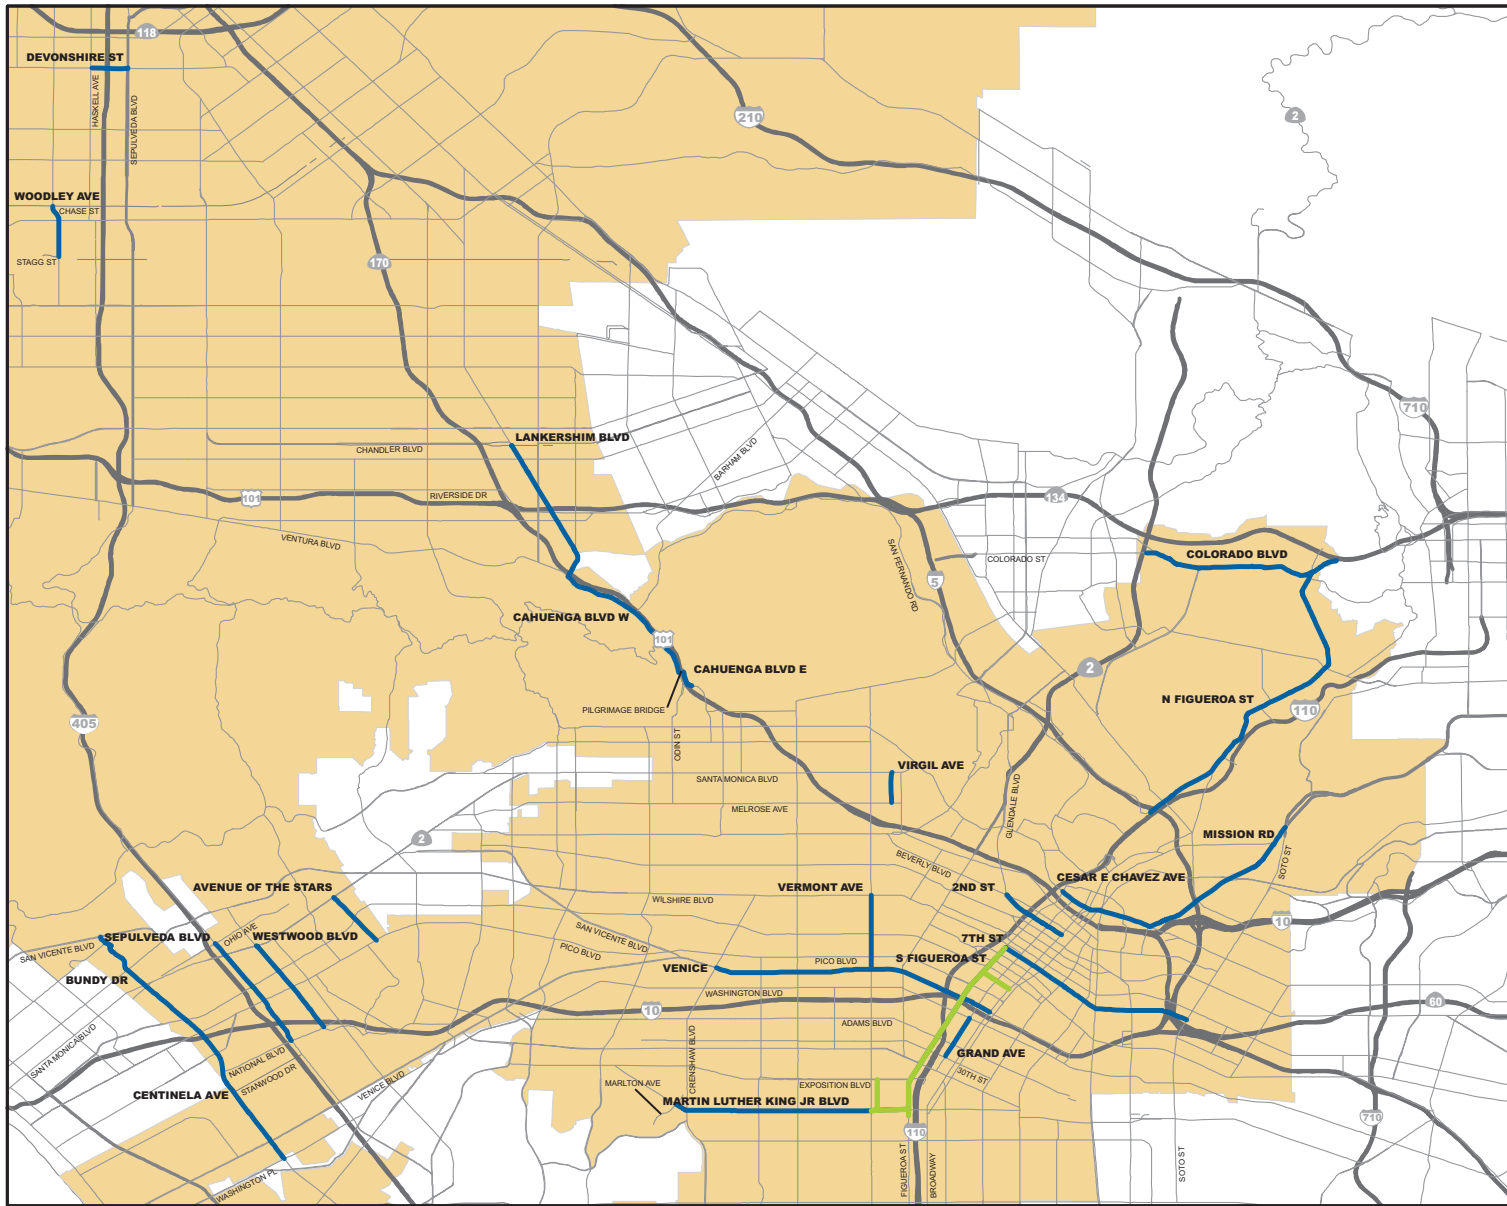 118
DEVONSHIRE ST
HASKELL AVE
SEPULVEDA BLVD
210
2
WOODLEY AVE
CHASE ST
STAGG ST
170
710
LANKERSHIM BLVD
CHANDLER BLVD
BARHAM BLVD
101
RIVERSIDE DR
134
VENTURA BLVD
SAN FERNANDO RD
COLORADO ST
COLORADO BLVD
5
CAHUENGA BLVD W
101
CAHUENGA BLVD E
2
N FIGUEROA ST
PILGRIMAGE BRIDGE
110
405
ODIN ST
VIRGIL AVE
SANTA MONICA BLVD
MELROSE AVE
GLENDALE BLVD
2
MISSION RD
SOTO ST
BEVERLY BLVD
CESAR E CHAVEZ AVE
AVENUE OF THE STARS
VERMONT AVE
2ND ST
WILSHIRE BLVD
10
SEPULVEDA BLVD
OHIO AVE
WESTWOOD BLVD
SAN VICENTE BLVD
SAN VICENTE BLVD
PICO BLVD
7TH ST
S FIGUEROA ST
BUNDY DR
VENICE
PICO BLVD
WASHINGTON BLVD
10
60
ADAMS BLVD
SANTA MONICA BLVD
CRENSHAW BLVD
GRAND AVE
NATIONAL BLVD
STANWOOD DR
VENICE BLVD
30TH ST
MARLTON AVE
EXPOSITION BLVD
CENTINELA AVE
MARTIN LUTHER KING JR BLVD
710
110
FIGUEROA ST
BROADWAY
SOTO ST
WASHINGTON PL